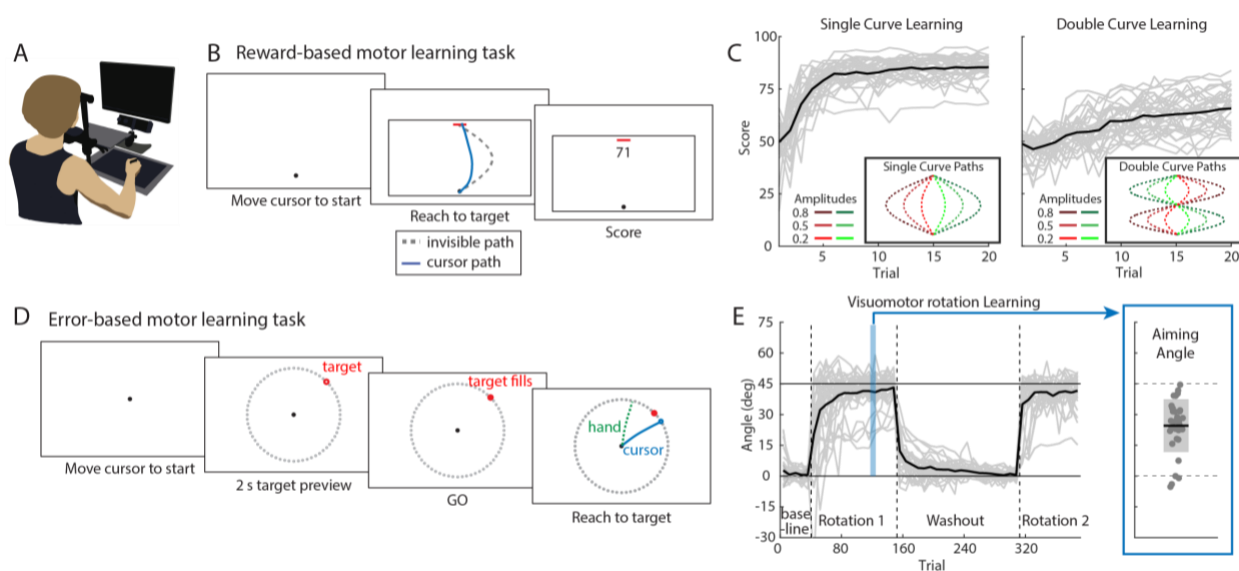 A
B Reward-based motor learning task
Move cursor to start
Reach to target
invisible path
cursor path
71
Score
C
Single Curve Learning
Double Curve Learning
Score
100
75
50
25
0
Single Curve Paths
Amplitudes
0.8
0.5
0.2
5
10
15
20
Trial
Double Curve Paths
Amplitudes
0.8
0.5
0.2
5
10
15
20
Trial
D Error-based motor learning task
Move cursor to start
target
2 s target preview
target fills
GO
hand
cursor
Reach to target
E
Visuomotor rotation Learning
Angle (deg)
75
60
45
30
15
0
-15
-30
base
-line
Rotation 1
Washout
Rotation 2
0
80
160
240
320
Trial
Aiming
Angle